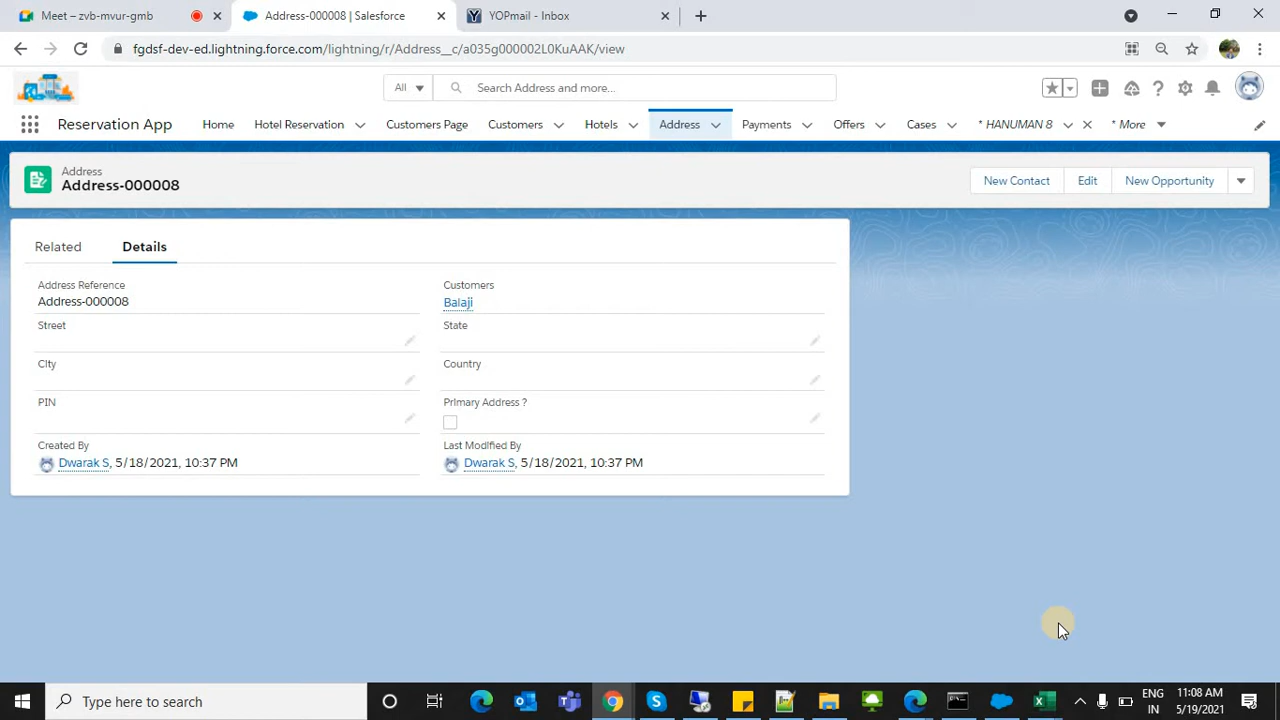 Meet – zvb-mvur-gmb
Address-000008 | Salesforce
YOPmail - Inbox
fgdsf-dev-ed.lightning.force.com/lightning/r/Address__c/a035g000002L0KuAAK/view
All
Search Address and more...
Reservation App
Home
Hotel Reservation
Customers Page
Customers
Hotels
Address
Payments
Offers
Cases
* HANUMAN 8
* More
Address
Address-000008
New Contact
Edit
New Opportunity
Related
Details
Address Reference
Address-000008
Customers
Balaji
Street
State
City
Country
PIN
Primary Address ?
Created By
Dwarak S, 5/18/2021, 10:37 PM
Last Modified By
Dwarak S, 5/18/2021, 10:37 PM
Type here to search
ENG
IN
11:08 AM
5/19/2021